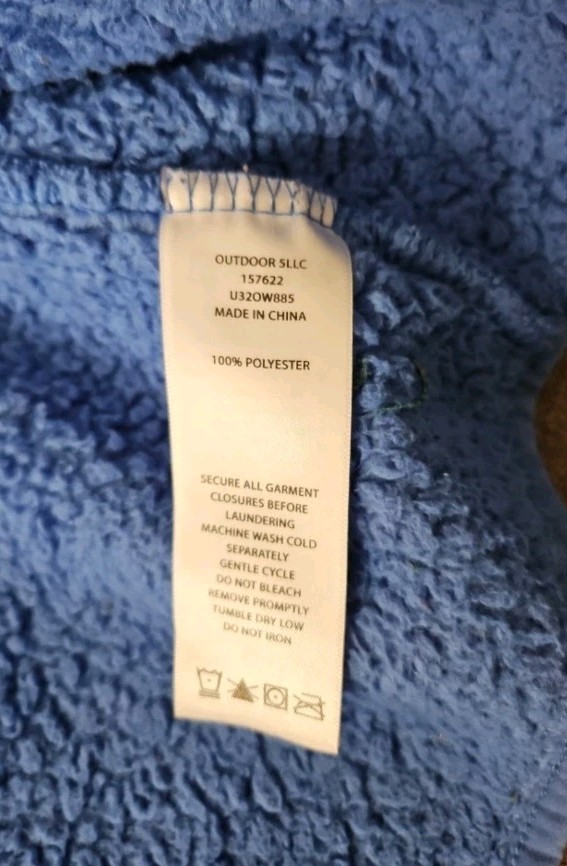 OUTDOOR 5LLC
157622
U32OW885
MADE IN CHINA
100% POLYESTER
SECURE ALL GARMENT
CLOSURES BEFORE
LAUNDERING
MACHINE WASH COLD
SEPARATELY
GENTLE CYCLE
DO NOT BLEACH
REMOVE PROMPTLY
TUMBLE DRY LOW
DO NOT IRON